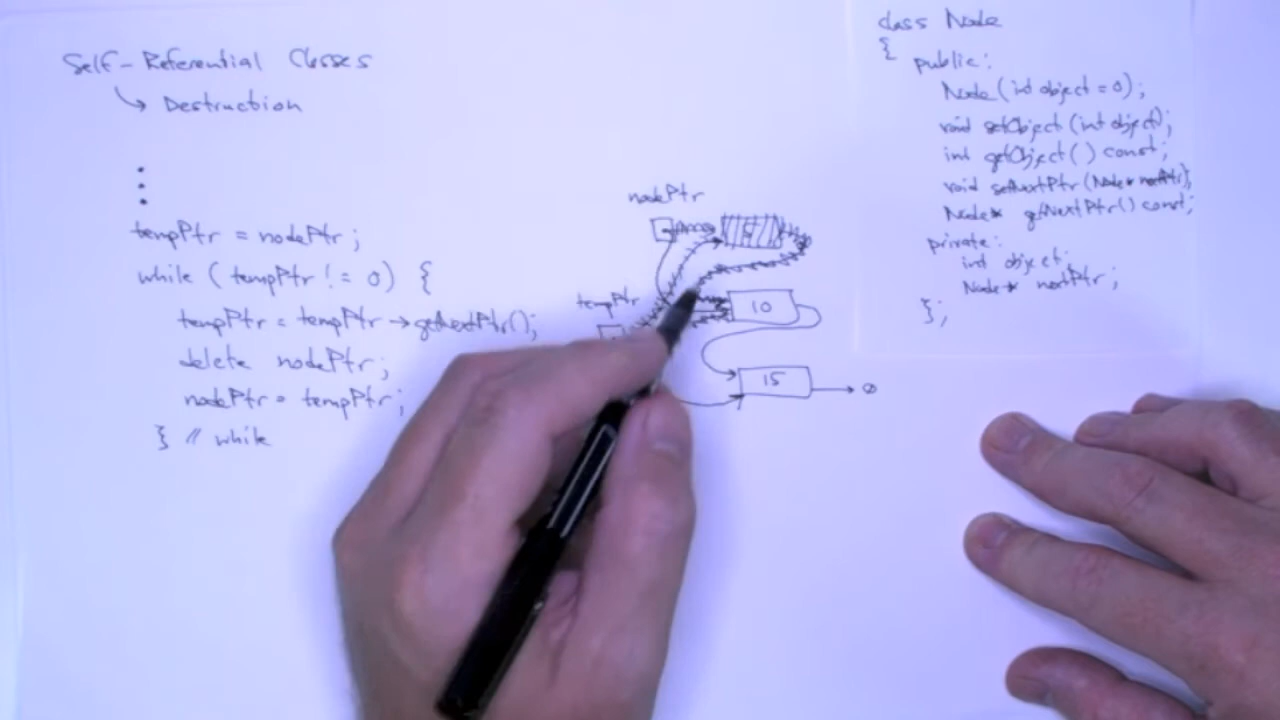 Self-Referential Classes
Destruction
tempPtr = nodePtr;
while ( tempPtr != 0) {
tempPtr = tempPtr → getNextPtr();
delete nodePtr;
nodePtr = tempPtr;
} // while
nodePtr
5
tempPtr
10
15
class Node
{
public:
Node (int object = 0);
void setObject (int object);
int getObject ( ) const;
void setNextPtr (Node* nextPtr);
Node* getNextPtr() const;
private:
int object;
Node* nextPtr;
};